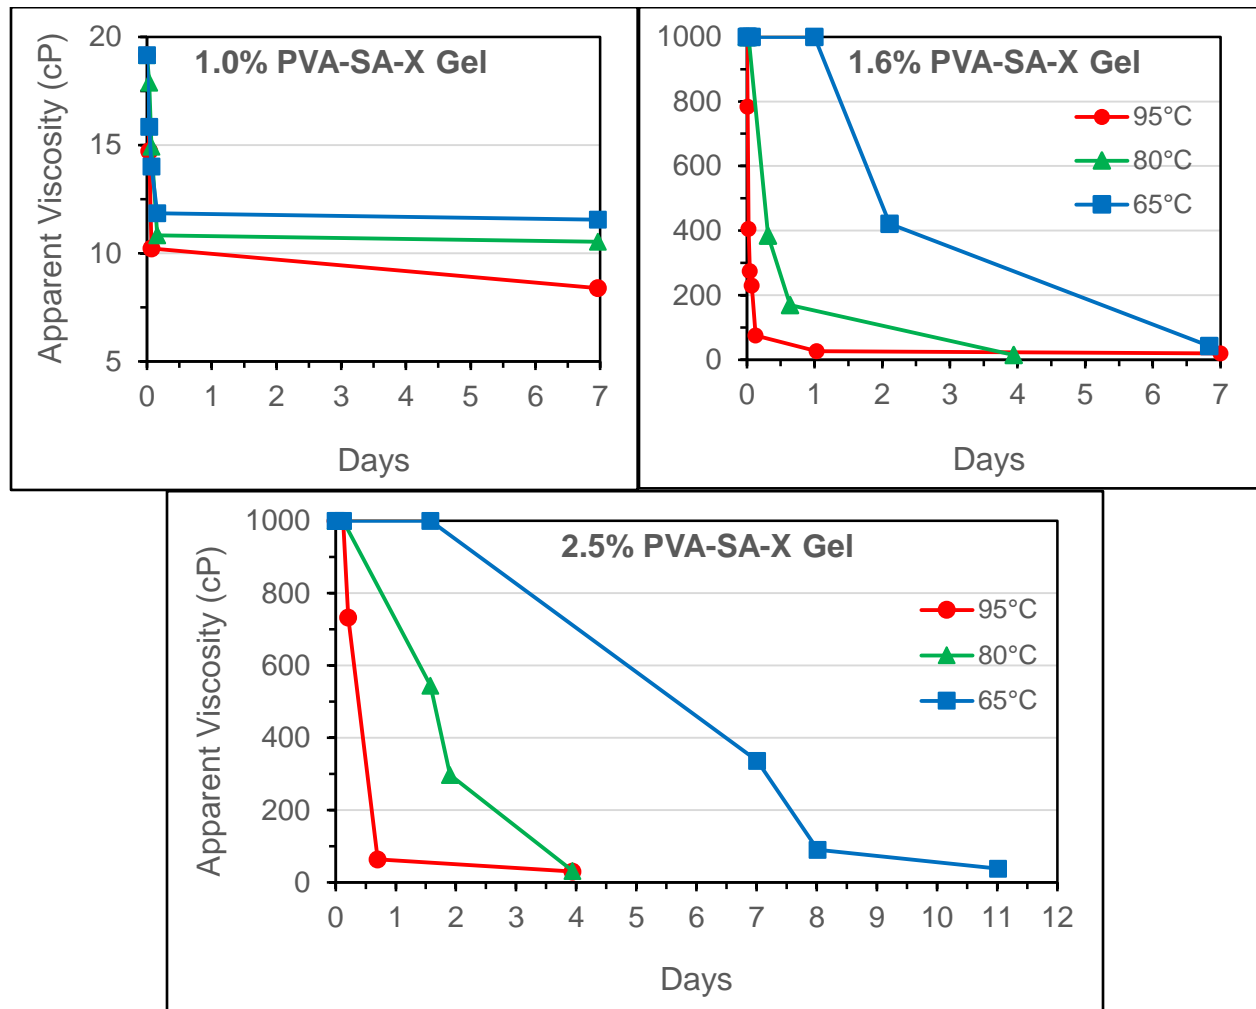 1.0% PVA-SA-X Gel
Apparent Viscosity (cP)
20
15
10
5
0 1 2 3 4 5 6 7
Days
1.6% PVA-SA-X Gel
1000
800
600
400
200
0
95°C
80°C
65°C
0 1 2 3 4 5 6 7
Days
2.5% PVA-SA-X Gel
Apparent Viscosity (cP)
1000
800
600
400
200
0
95°C
80°C
65°C
0 1 2 3 4 5 6 7 8 9 10 11 12
Days